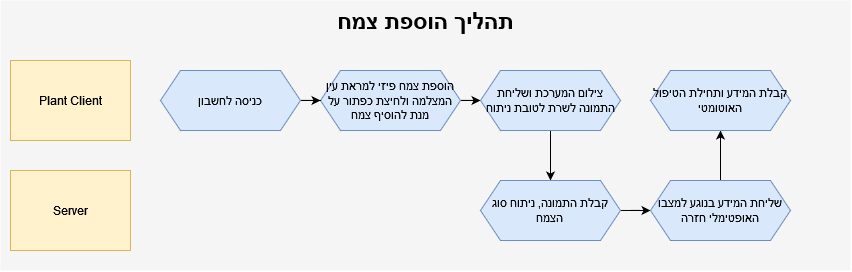 תהליך הוספת צמח
Plant Client
כניסה לחשבון
הוספת צמח פיזי למראת עין
המצלמה ולחיצת כפתור על
מנת להוסיף צמח
צילום המערכת ושליחת
התמונה לשרת לטובת ניתוח
קבלת המידע ותחילת הטיפול
האוטומטי
Server
קבלת התמונה, ניתוח סוג
הצמח
שליחת המידע בנוגע למצבו
האופטימלי חזרה